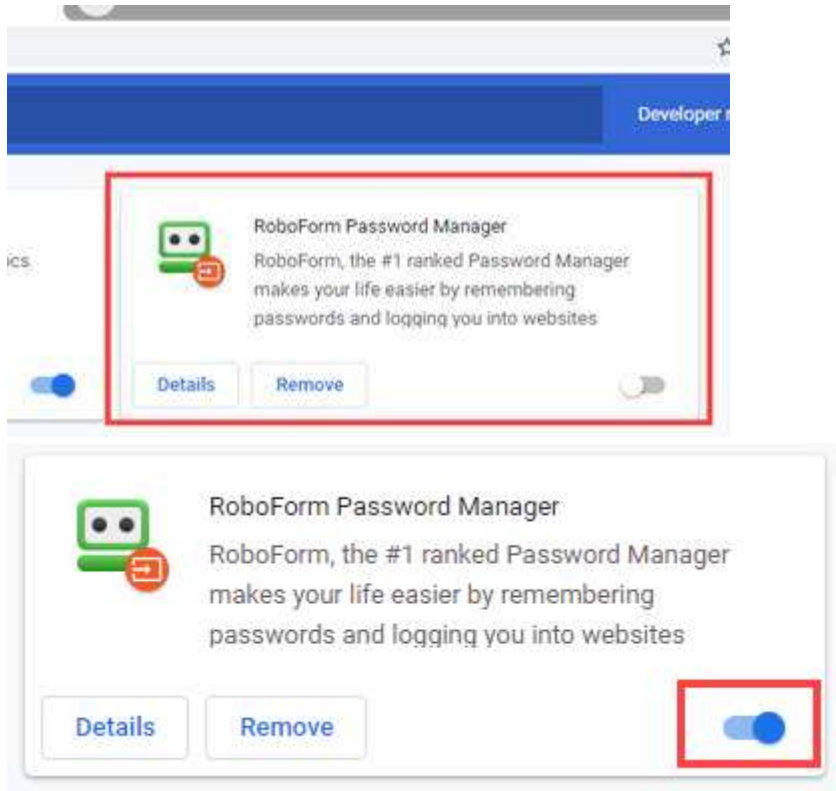 Developer
cs
RoboForm Password Manager
RoboForm, the #1 ranked Password Manager
makes your life easier by remembering
passwords and logging you into websites
Details Remove
RoboForm Password Manager
RoboForm, the #1 ranked Password Manager
makes your life easier by remembering
passwords and logging you into websites
Details Remove